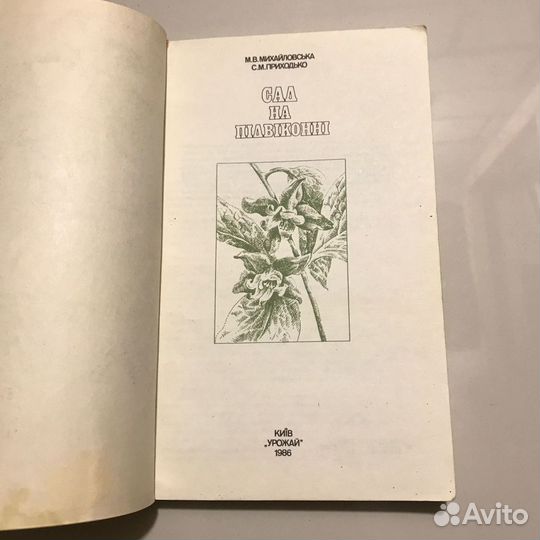 М.В.МИХАЙЛОВСЬКА
С.М.ПРИХОДЬКО
САД
НА
ПІДВІКОННІ
КИЇВ
„УРОЖАЙ"
1986
Avito